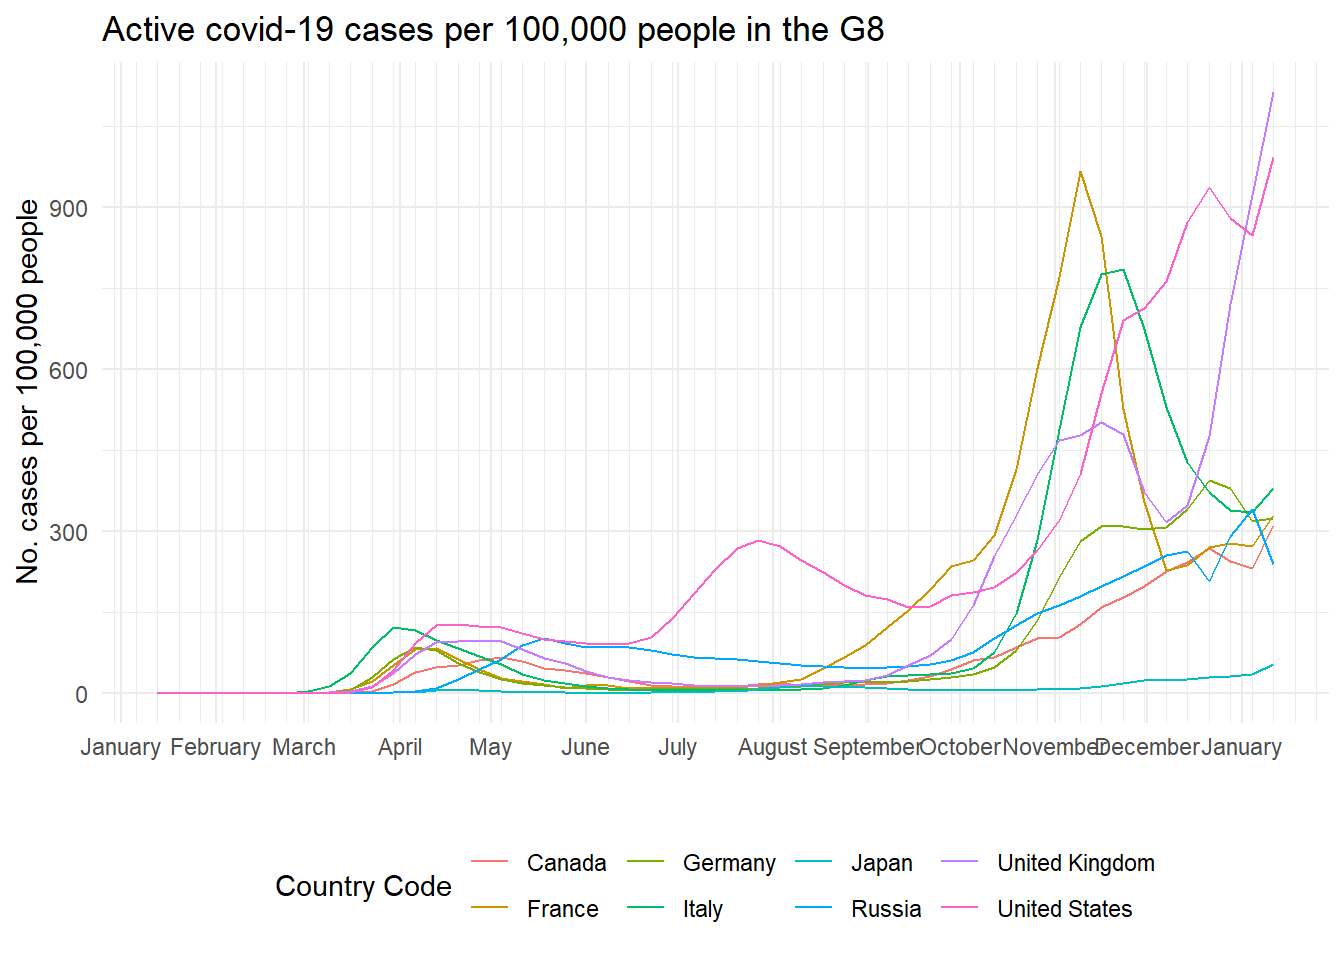 Active covid-19 cases per 100,000 people in the G8
No. cases per 100,000 people
900
600
300
0
January February March April May June July August September October November December January
Country Code
Canada Germany Japan United Kingdom
France Italy Russia United States